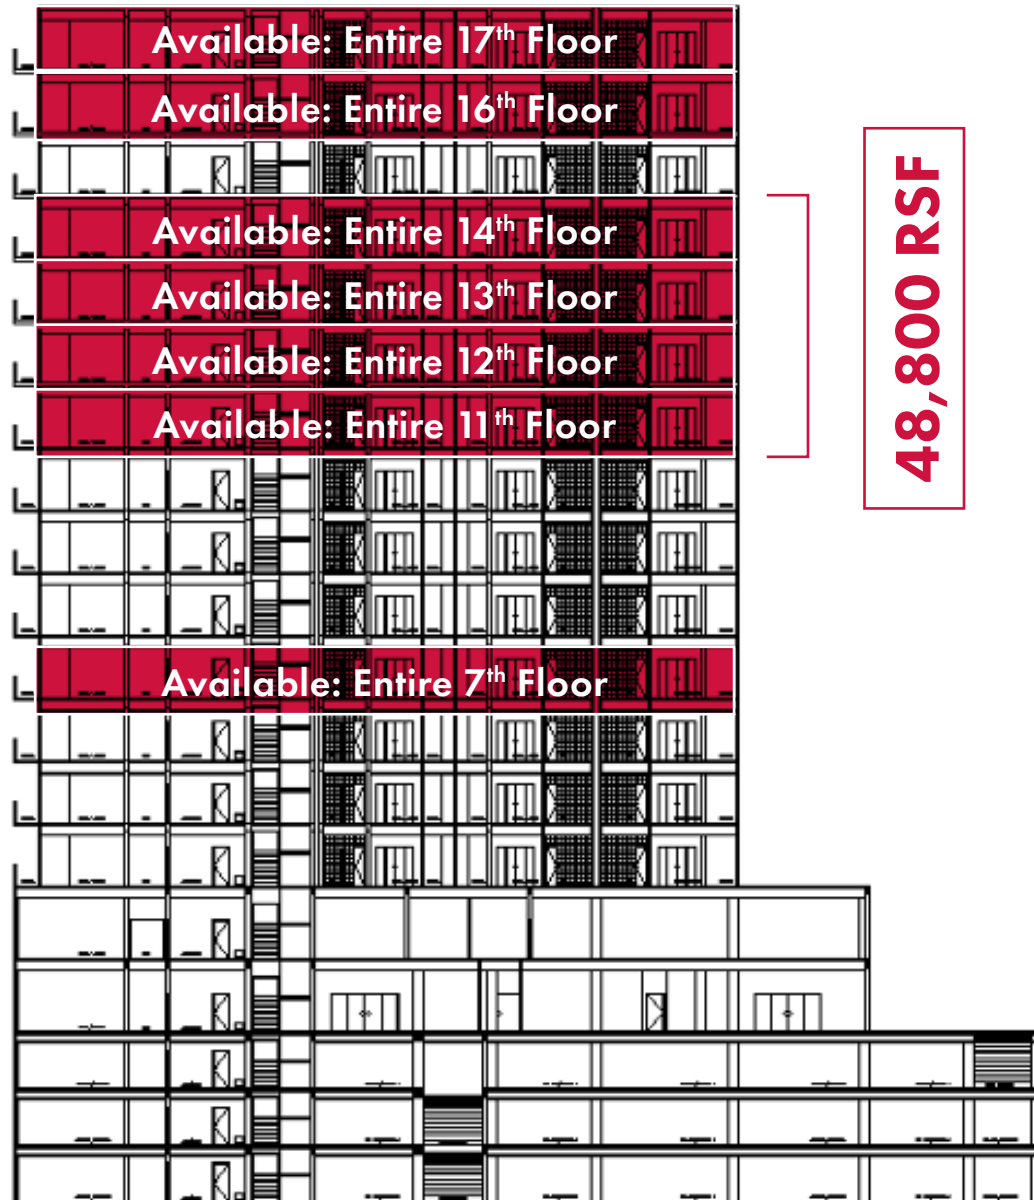 Available: Entire 17th Floor
Available: Entire 16th Floor
Available: Entire 14th Floor
Available: Entire 13th Floor
Available: Entire 12th Floor
Available: Entire 11th Floor
Available: Entire 7th Floor
48,800 RSF